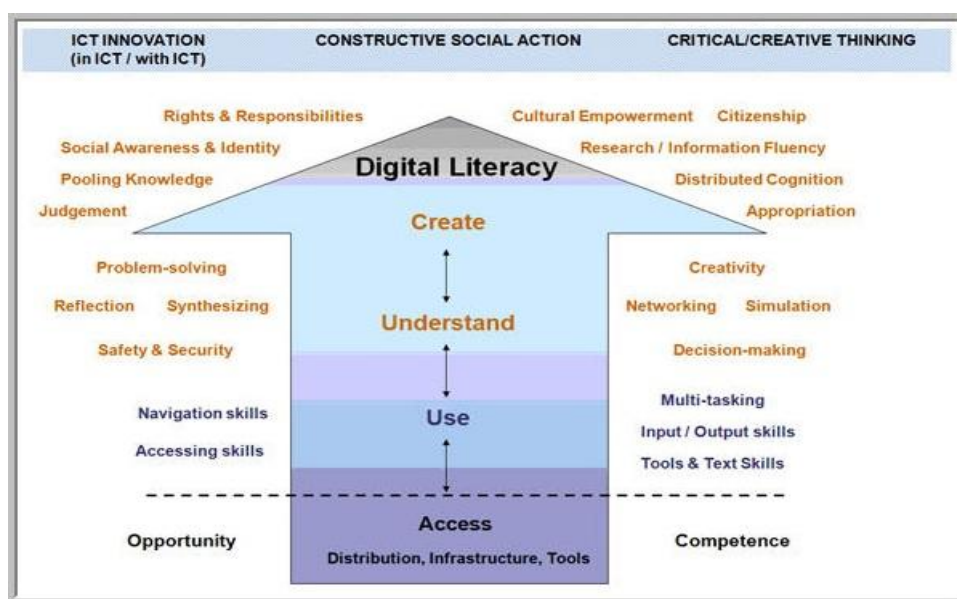 ICT INNOVATION
(in ICT / with ICT)
CONSTRUCTIVE SOCIAL ACTION
CRITICAL/CREATIVE THINKING
Rights & Responsibilities
Cultural Empowerment
Citizenship
Social Awareness & Identity
Research / Information Fluency
Digital Literacy
Pooling Knowledge
Distributed Cognition
Judgement
Appropriation
Create
Problem-solving
Creativity
Reflection
Synthesizing
Networking
Simulation
Understand
Safety & Security
Decision-making
Multi-tasking
Navigation skills
Use
Input / Output skills
Accessing skills
Tools & Text Skills
Access
Opportunity
Competence
Distribution, Infrastructure, Tools